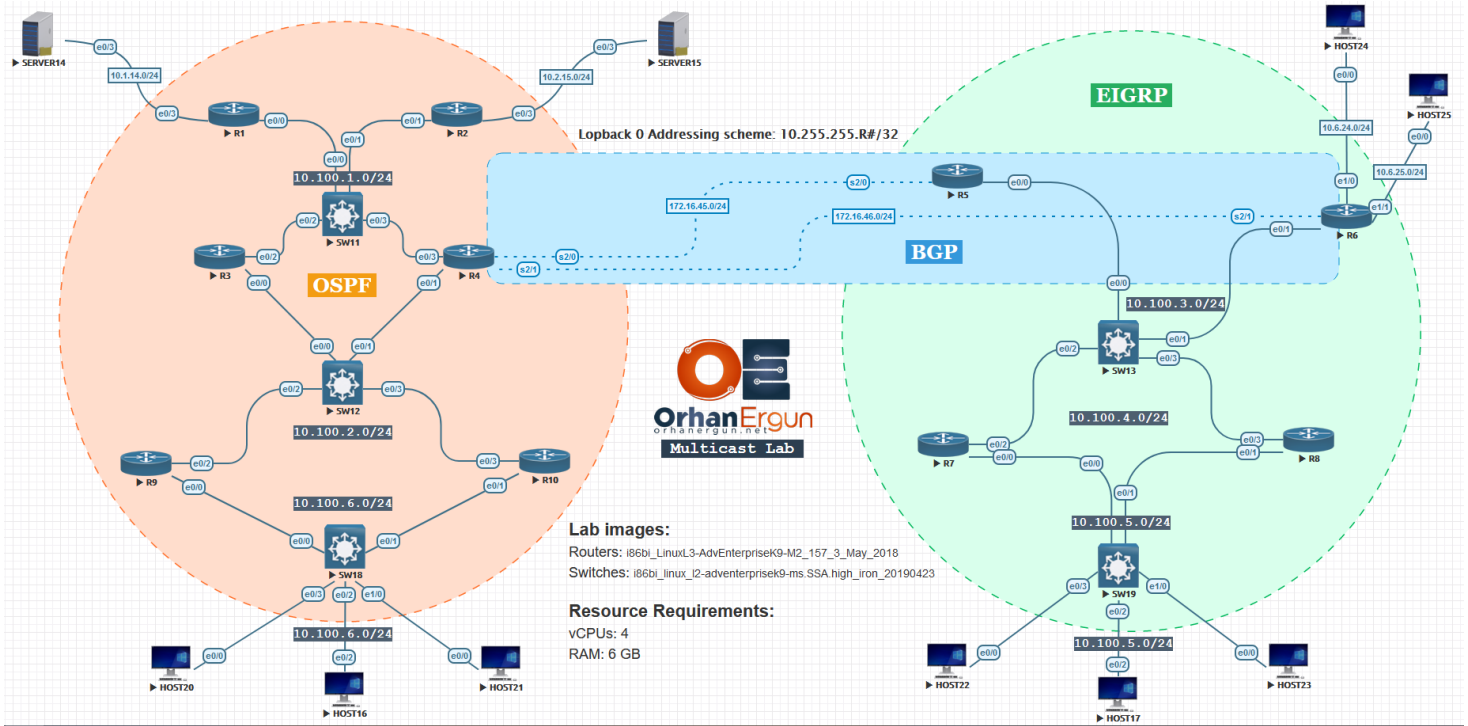 SERVER14
e0/3
10.1.14.0/24
e0/3
R1
e0/0
e0/0
e0/1
e0/1
R2
e0/3
10.2.15.0/24
e0/3
SERVER15
10.100.1.0/24
e0/2
SW11
e0/3
R3
e0/2
e0/0
OSPF
e0/3
R4
e0/1
s2/0
s2/1
e0/0
e0/1
e0/2
SW12
e0/3
10.100.2.0/24
R9
e0/2
e0/0
e0/3
R10
e0/1
10.100.6.0/24
e0/0
SW18
e0/1
e0/3
e0/2
e1/0
10.100.6.0/24
e0/0
HOST20
e0/2
HOST16
e0/0
HOST21
Lopback 0 Addressing scheme: 10.255.255.R#/32
172.16.45.0/24
172.16.46.0/24
s2/0
R5
e0/0
BGP
s2/1
EIGRP
HOST24
e0/0
10.6.24.0/24
e1/0
HOST25
e0/0
10.6.25.0/24
e1/1
R6
e0/1
e0/0
10.100.3.0/24
e0/2
SW13
e0/1
e0/3
10.100.4.0/24
R7
e0/2
e0/0
e0/3
e0/1
R8
e0/0
e0/1
10.100.5.0/24
SW19
e0/3
e0/2
e1/0
10.100.5.0/24
e0/0
HOST22
e0/2
HOST17
e0/0
HOST23
OE
OrhanErgun
orhanergun.net
Multicast Lab
Lab images:
Routers: i86bi_LinuxL3-AdvEnterpriseK9-M2_157_3_May_2018
Switches: i86bi_linux_l2-adventerprisek9-ms.SSA.high_iron_20190423
Resource Requirements:
vCPUs: 4
RAM: 6 GB